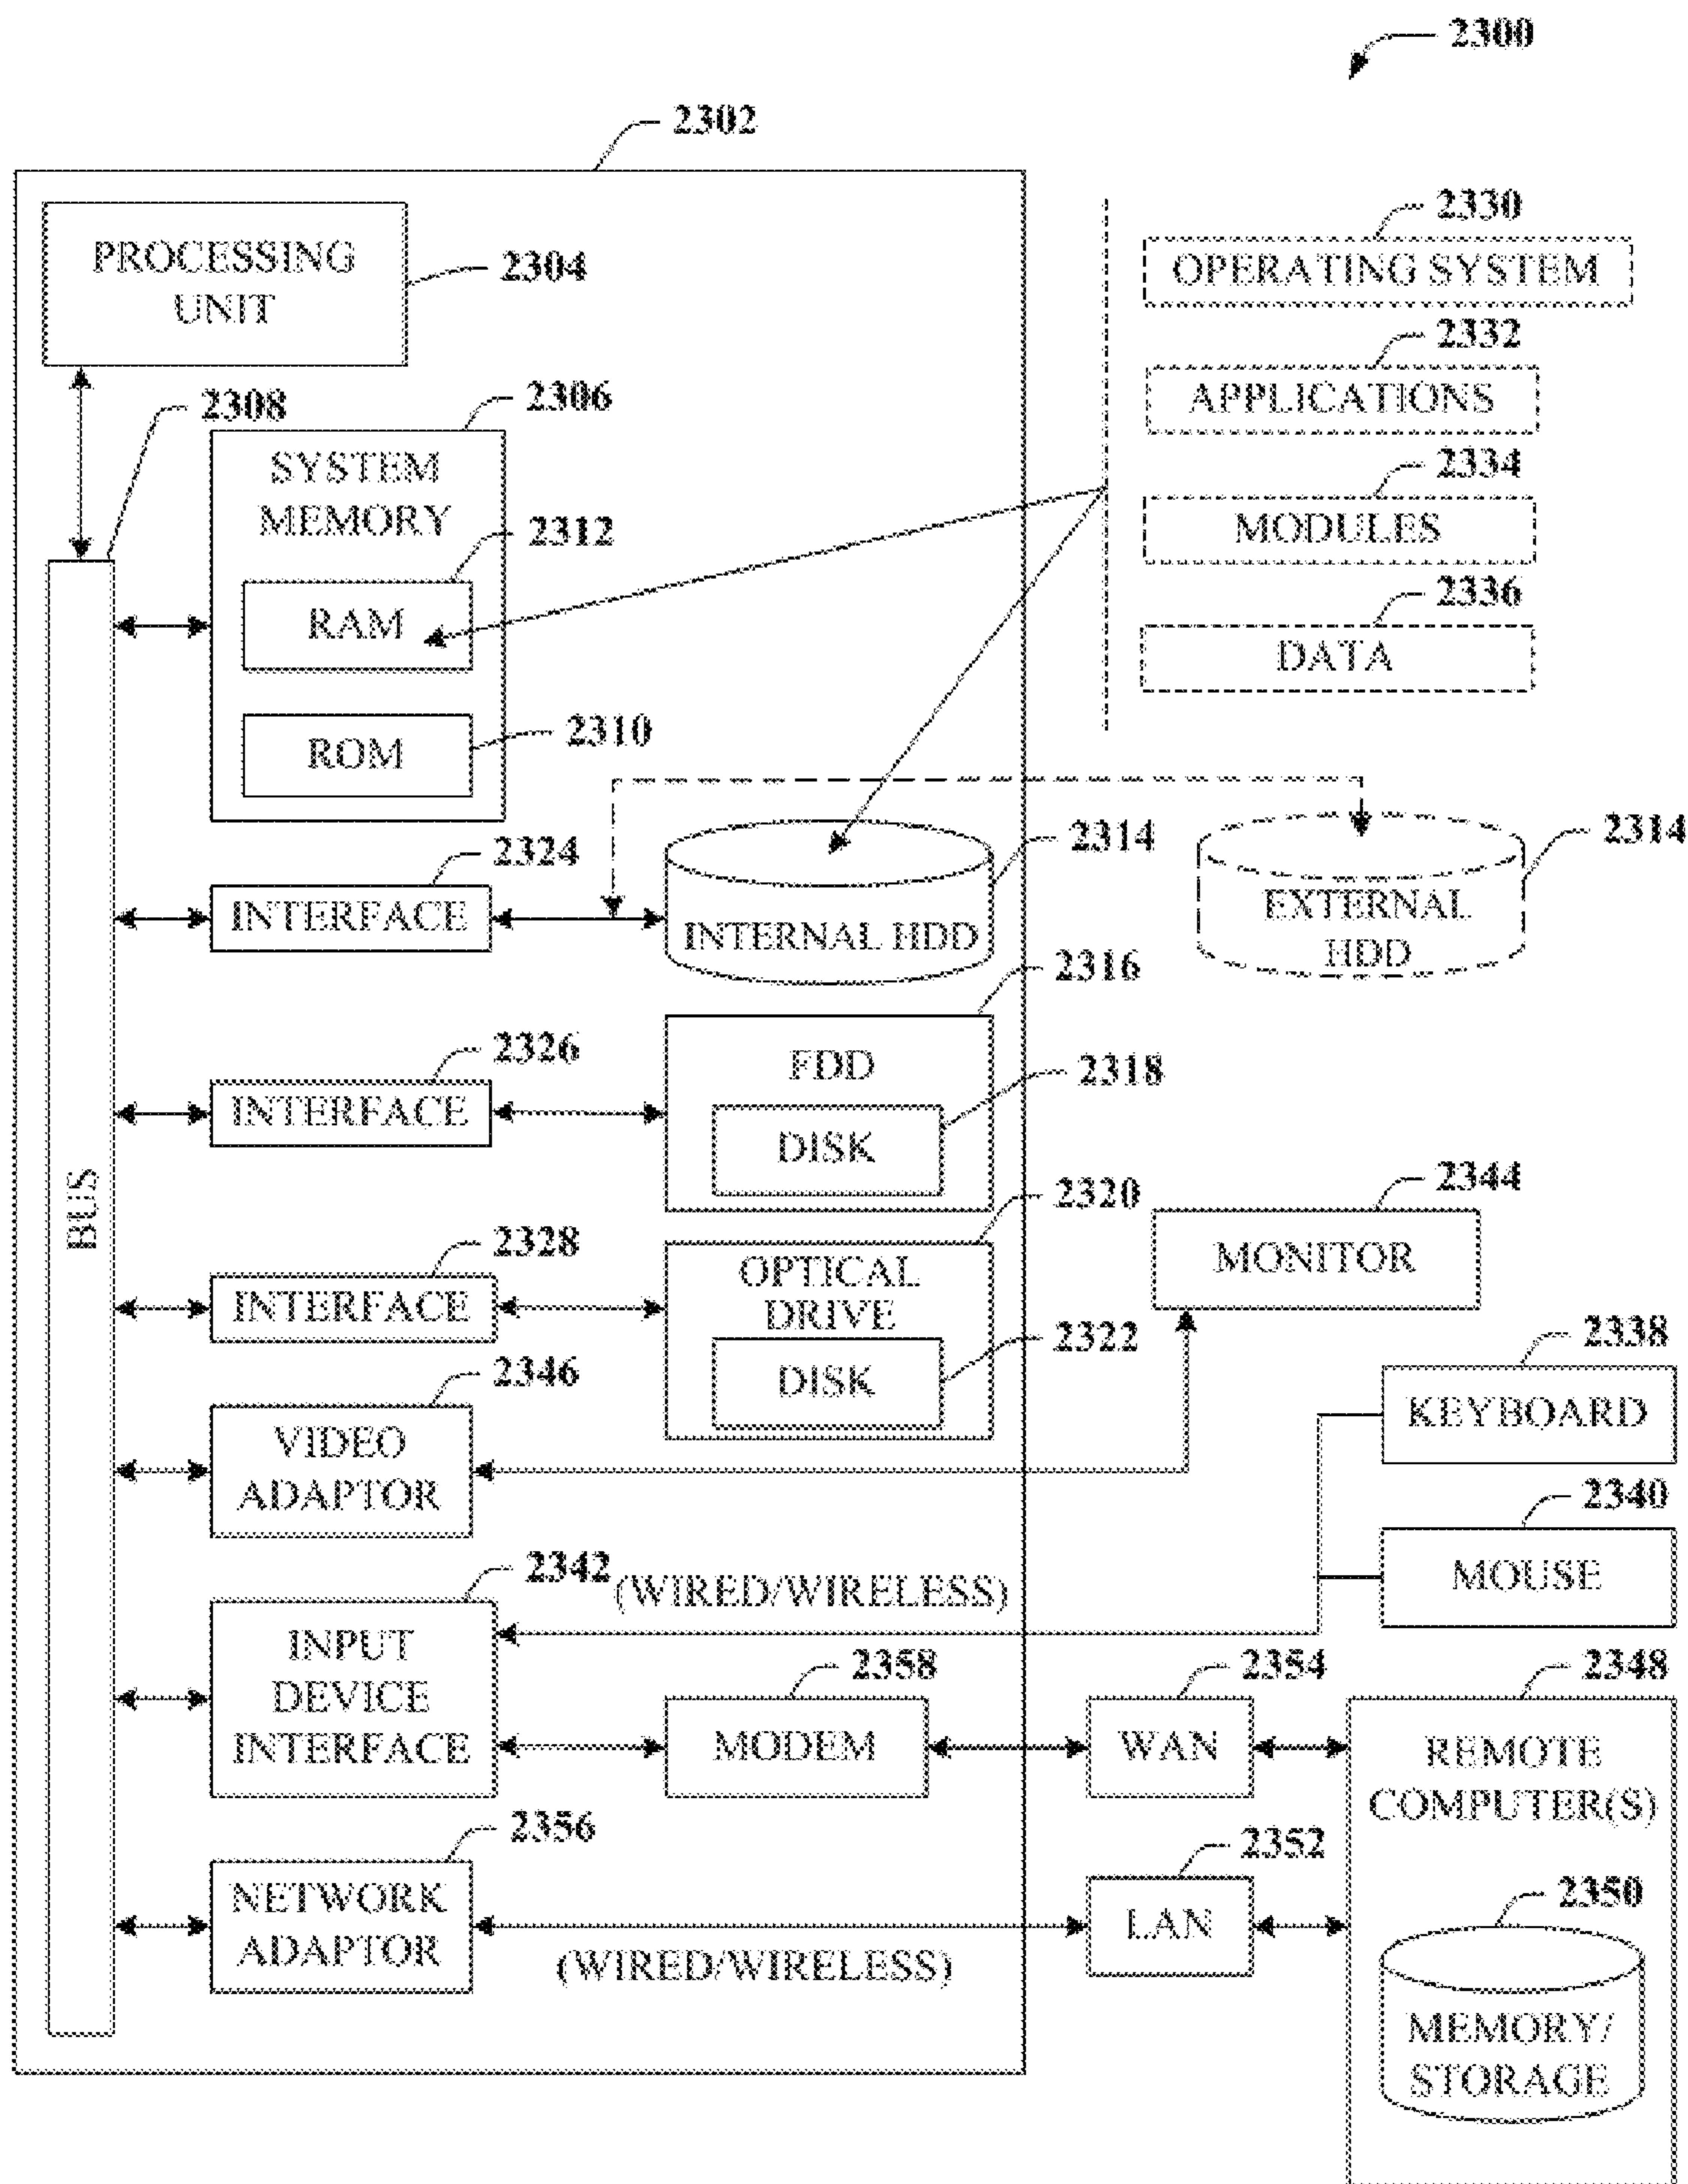 2300
2302
PROCESSING
UNIT
2304
2330
OPERATING SYSTEM
2332
APPLICATIONS
2334
MODULES
2336
DATA
2308
2306
SYSTEM
MEMORY
2312
RAM
2310
ROM
2324
INTERFACE
2314
INTERNAL HDD
2314
EXTERNAL
HDD
2316
FDD
2318
DISK
2326
INTERFACE
BUS
2320
OPTICAL
DRIVE
2322
DISK
2328
INTERFACE
2344
MONITOR
2346
VIDEO
ADAPTOR
2338
KEYBOARD
2340
MOUSE
2342
(WIRED/WIRELESS)
INPUT
DEVICE
INTERFACE
2358
MODEM
2354
WAN
2348
REMOTE
COMPUTER(S)
2356
NETWORK
ADAPTOR
(WIRED/WIRELESS)
2352
LAN
2350
MEMORY/
STORAGE